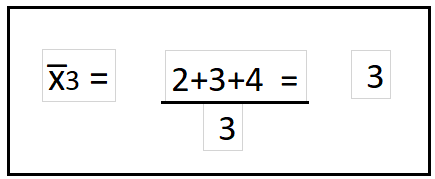 x̅3 = 2+3+4 = 3
3